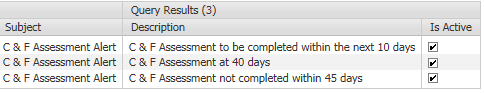 Query Results (3)
Subject Description Is Active
C & F Assessment Alert C & F Assessment to be completed within the next 10 days
C & F Assessment Alert C & F Assessment at 40 days
C & F Assessment Alert C & F Assessment not completed within 45 days